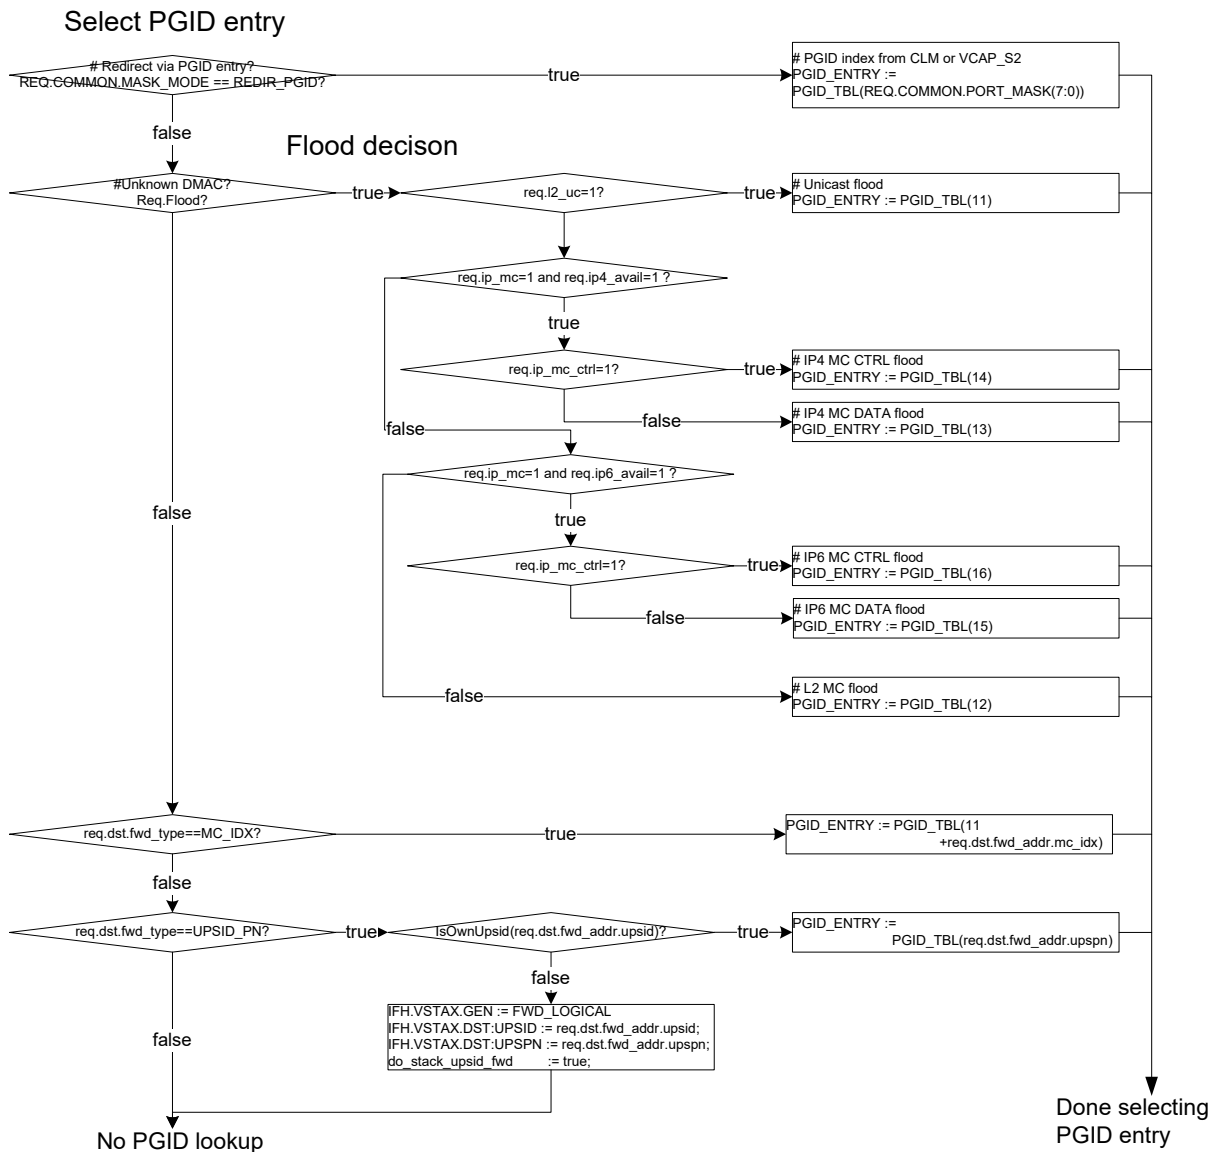 Select PGID entry
# Redirect via PGID entry?
REQ.COMMON.MASK_MODE == REDIR_PGID?
true
# PGID index from CLM or VCAP_S2
PGID_ENTRY :=
PGID_TBL(REQ.COMMON.PORT_MASK(7:0))
false
Flood decison
#Unknown DMAC?
Req.Flood?
true
req.l2_uc=1?
true
# Unicast flood
PGID_ENTRY := PGID_TBL(11)
req.ip_mc=1 and req.ip4_avail=1 ?
true
req.ip_mc_ctrl=1?
true
# IP4 MC CTRL flood
PGID_ENTRY := PGID_TBL(14)
false
# IP4 MC DATA flood
PGID_ENTRY := PGID_TBL(13)
false
req.ip_mc=1 and req.ip6_avail=1 ?
false
true
req.ip_mc_ctrl=1?
true
# IP6 MC CTRL flood
PGID_ENTRY := PGID_TBL(16)
false
# IP6 MC DATA flood
PGID_ENTRY := PGID_TBL(15)
false
# L2 MC flood
PGID_ENTRY := PGID_TBL(12)
req.dst.fwd_type==MC_IDX?
true
PGID_ENTRY := PGID_TBL(11
+req.dst.fwd_addr.mc_idx)
false
req.dst.fwd_type==UPSID_PN?
true
IsOwnUpsid(req.dst.fwd_addr.upsid)?
true
PGID_ENTRY :=
PGID_TBL(req.dst.fwd_addr.upspn)
false
IFH.VSTAX.GEN := FWD_LOGICAL
IFH.VSTAX.DST:UPSID := req.dst.fwd_addr.upsid;
IFH.VSTAX.DST:UPSPN := req.dst.fwd_addr.upspn;
do_stack_upsid_fwd := true;
false
No PGID lookup
Done selecting
PGID entry